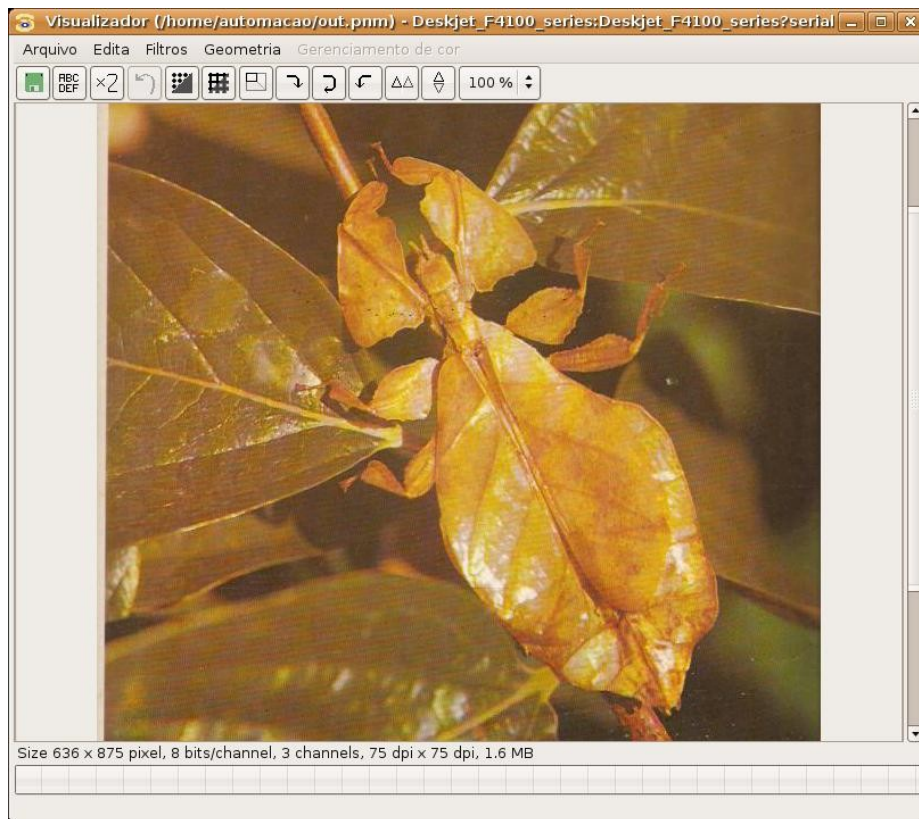 Visualizador (/home/automacao/out.pnm) - Deskjet_F4100_series:Deskjet_F4100_series?serial
Arquivo Edita Filtros Geometria Gerenciamento de cor
ABC DEF ×2 100 %
Size 636 x 875 pixel, 8 bits/channel, 3 channels, 75 dpi x 75 dpi, 1.6 MB